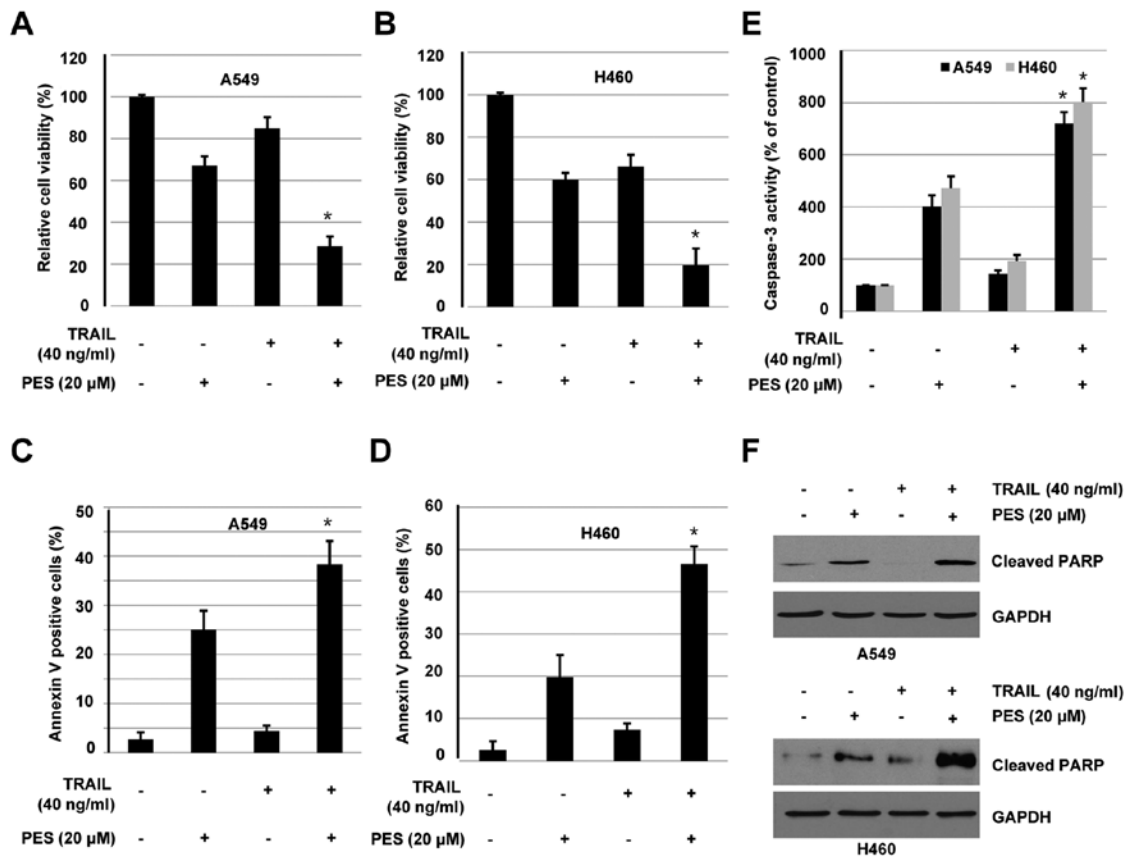 A
120
100
80
60
40
20
0
Relative cell viability (%)
A549
*
TRAIL
(40 ng/ml)
- - + +
PES (20 µM)
- + - +
B
120
100
80
60
40
20
0
Relative cell viability (%)
H460
*
TRAIL
(40 ng/ml)
- - + +
PES (20 µM)
- + - +
E
1000
800
600
400
200
0
Caspase-3 activity (% of control)
A549 H460
* *
TRAIL
(40 ng/ml)
- - + +
PES (20 µM)
- + - +
C
50
40
30
20
10
0
Annexin V positive cells (%)
A549
*
TRAIL
(40 ng/ml)
- - + +
PES (20 µM)
- + - +
D
60
50
40
30
20
10
0
Annexin V positive cells (%)
H460
*
TRAIL
(40 ng/ml)
- - + +
PES (20 µM)
- + - +
F
- - + + TRAIL (40 ng/ml)
- + - + PES (20 µM)
Cleaved PARP
GAPDH
A549
- - + + TRAIL (40 ng/ml)
- + - + PES (20 µM)
Cleaved PARP
GAPDH
H460